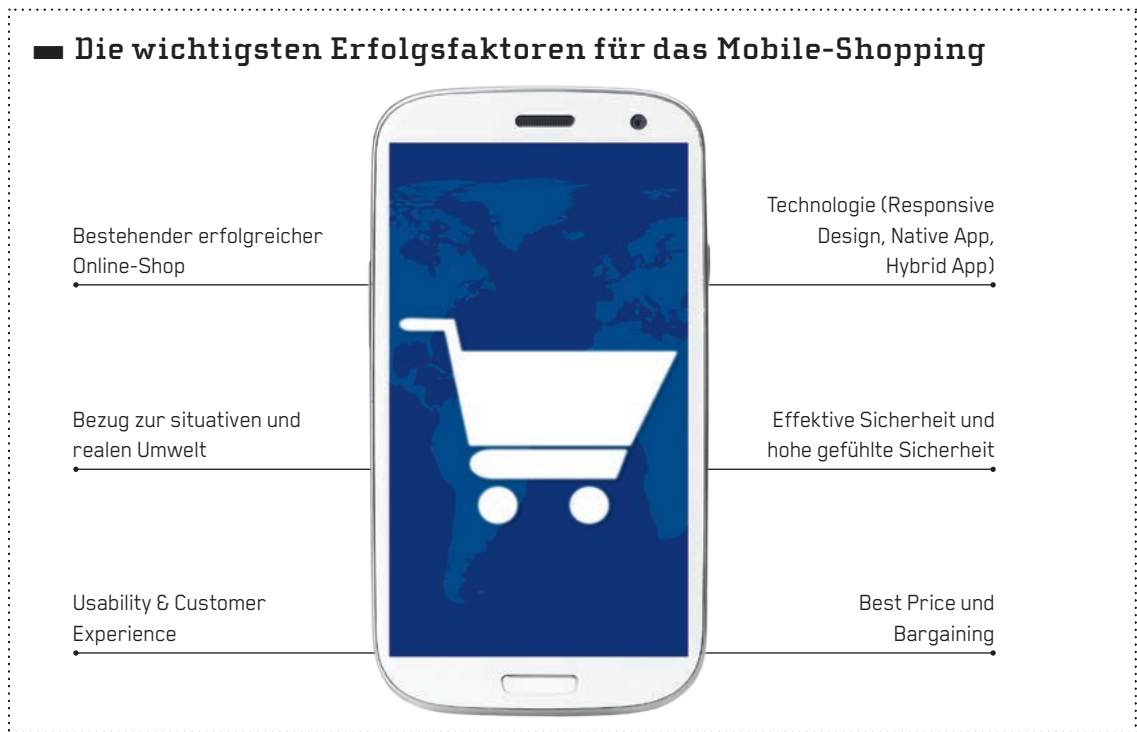 Die wichtigsten Erfolgsfaktoren für das Mobile-Shopping
Bestehender erfolgreicher
Online-Shop
Bezug zur situativen und
realen Umwelt
Usability & Customer
Experience
Technologie (Responsive
Design, Native App,
Hybrid App)
Effektive Sicherheit und
hohe gefühlte Sicherheit
Best Price und
Bargaining